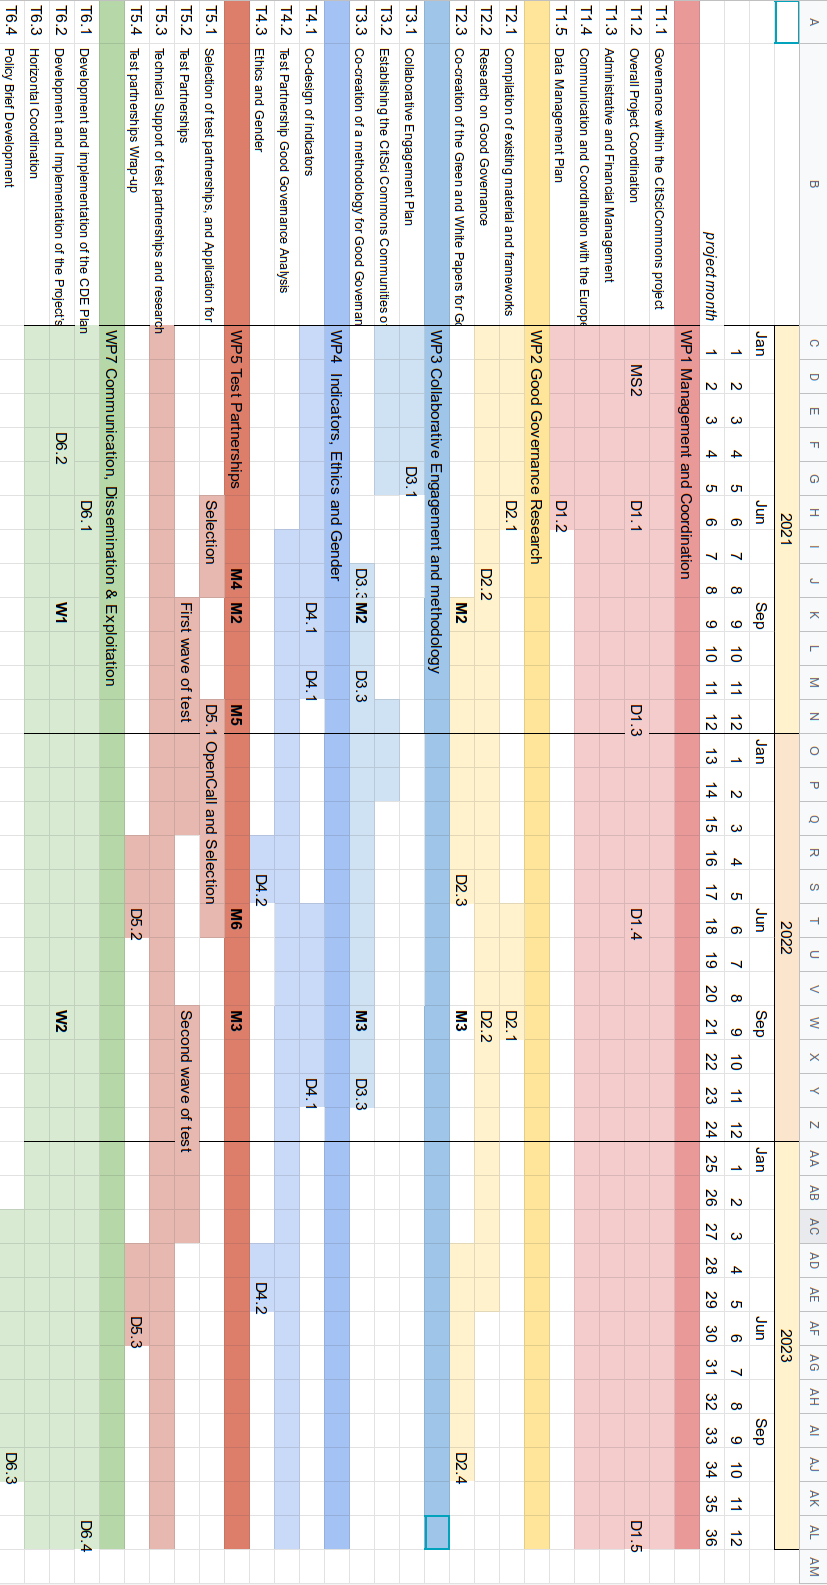 A B C D E F G H I J K L M N O P Q R S T U V W X Y Z AA AB AC AD AE AF AG AH AI AJ AK AL AM
2021 2022 2023
Jan Jun Sep Jan Jun Sep Jan Jun Sep
1 2 3 4 5 6 7 8 9 10 11 12 1 2 3 4 5 6 7 8 9 10 11 12 1 2 3 4 5 6 7 8 9 10 11 12
project month 1 2 3 4 5 6 7 8 9 10 11 12 13 14 15 16 17 18 19 20 21 22 23 24 25 26 27 28 29 30 31 32 33 34 35 36
WP1 Management and Coordination
T1.1 Governance within the CitSciCommons project
T1.2 Overall Project Coordination MS2 D1.1 D1.3 D1.4 D1.5
T1.3 Administrative and Financial Management
T1.4 Communication and Coordination with the Europe
T1.5 Data Management Plan D1.2
WP2 Good Governance Research
T2.1 Compilation of existing material and frameworks D2.1 D2.1
T2.2 Research on Good Governance D2.2 D2.2
T2.3 Co-creation of the Green and White Papers for Go M2 D2.3 M3 D2.4
WP3 Collaborative Engagement and methodology
T3.1 Collaborative Engagement Plan D3.1
T3.2 Establishing the CitSci Commons Communities o
T3.3 Co-creation of a methodology for Good Governan D3.3 M2 D3.3 M3 D3.3
WP4 Indicators, Ethics and Gender
T4.1 Co-design of indicators D4.1 D4.1 D4.1
T4.2 Test Partnership Good Governance Analysis
T4.3 Ethics and Gender D4.2 D4.2
WP5 Test Partnerships M4 M2 M5 M6 M3
T5.1 Selection of test partnerships, and Application for Selection D5.1 OpenCall and Selection
T5.2 Test Partnerships First wave of test Second wave of test
T5.3 Technical Support of test partnerships and research
T5.4 Test partnerships Wrap-up D5.2 D5.3
WP7 Communication, Dissemination & Exploitation
T6.1 Development and Implementation of the CDE Plan D6.1 D6.4
T6.2 Development and Implementation of the Project's D6.2 W1 W2
T6.3 Horizontal Coordination
T6.4 Policy Brief Development D6.3